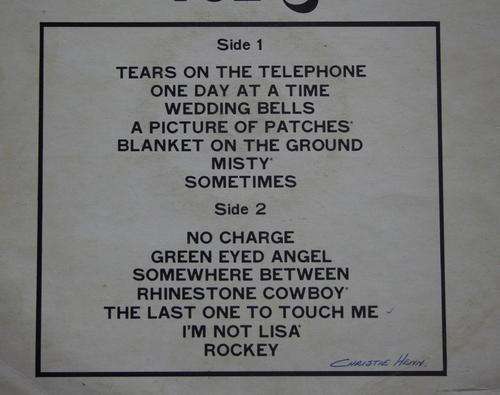 Side 1
TEARS ON THE TELEPHONE
ONE DAY AT A TIME
WEDDING BELLS
A PICTURE OF PATCHES*
BLANKET ON THE GROUND
MISTY*
SOMETIMES
Side 2
NO CHARGE
GREEN EYED ANGEL
SOMEWHERE BETWEEN
RHINESTONE COWBOY*
THE LAST ONE TO TOUCH ME
I'M NOT LISA*
ROCKEY
CHRISTIE HENN.